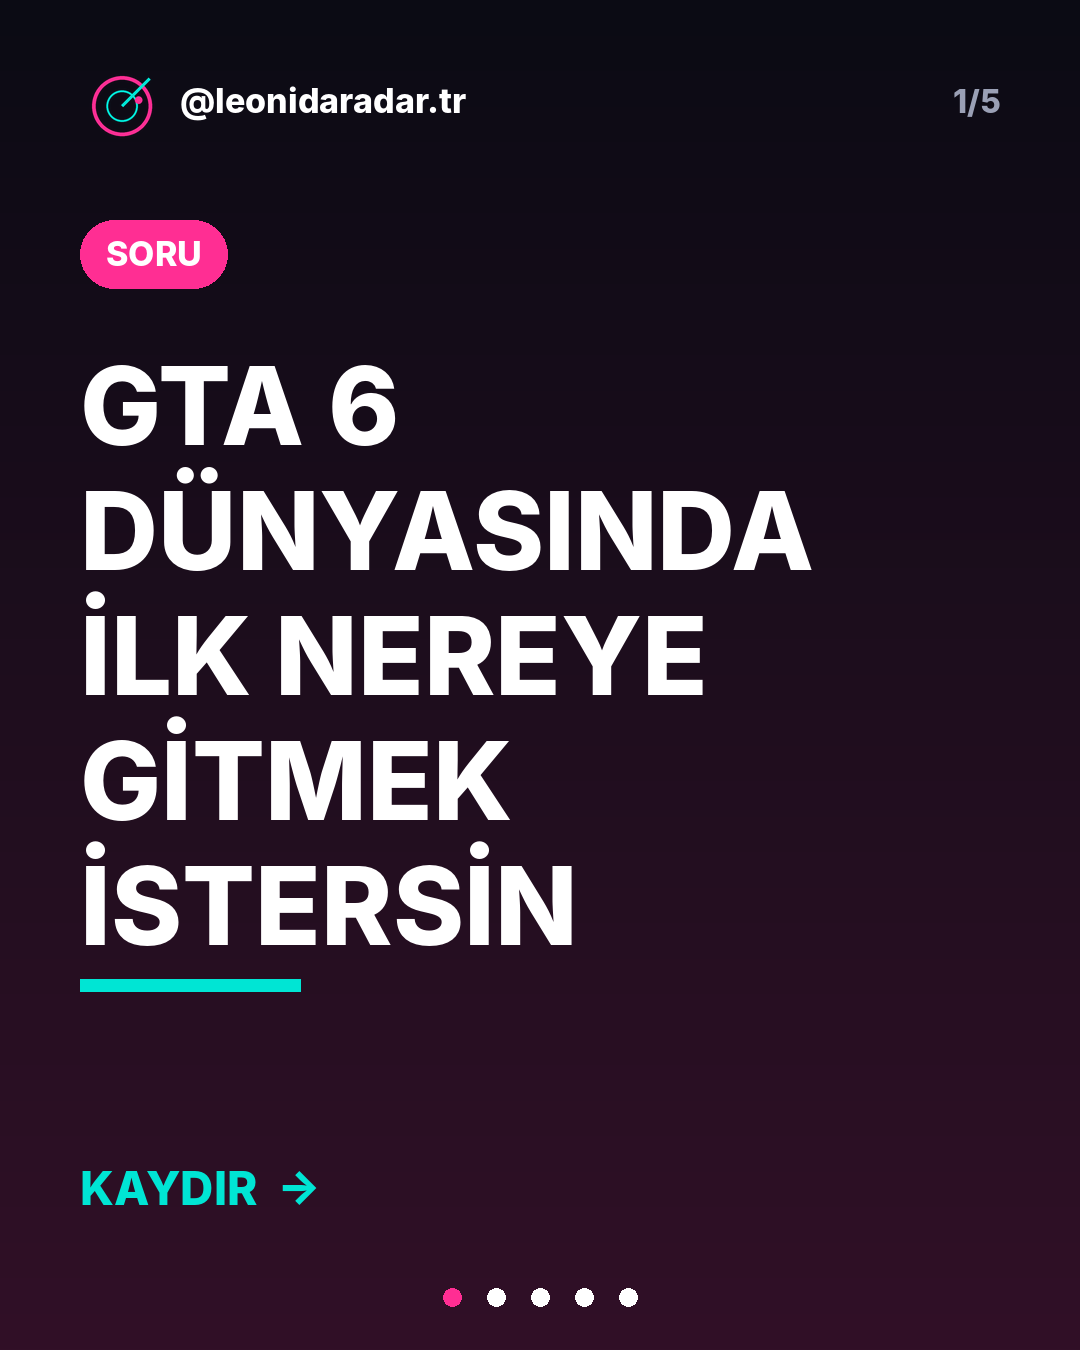 @leonidaradar.tr
1/5
SORU
GTA 6
DÜNYASINDA
İLK NEREYE
GİTMEK
İSTERSİN
KAYDIR →